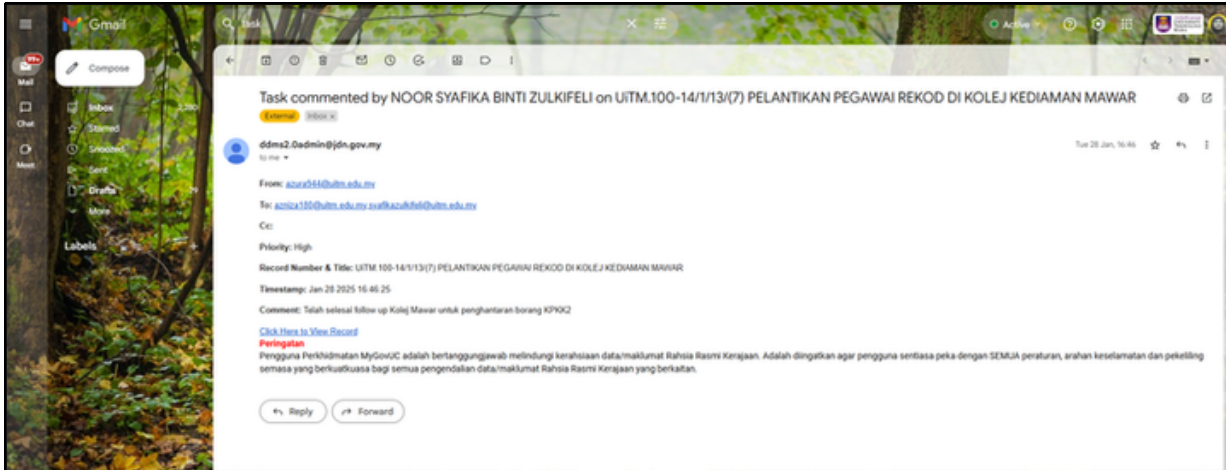 Gmail
task
Active
99+
Mail
Compose
Chat
Inbox
Starred
Snoozed
Meet
Sent
Drafts
More
Labels
Task commented by NOOR SYAFIKA BINTI ZULKIFELI on UiTM.100-14/1/13/(7) PELANTIKAN PEGAWAI REKOD DI KOLEJ KEDIAMAN MAWAR
External Inbox x
ddms2.0admin@jdn.gov.my
to me
Tue 28 Jan, 16:46
From: azura944@uitm.edu.my
To: azniza180@uitm.edu.my,syafikazulkifeli@uitm.edu.my
Cc:
Priority: High
Record Number & Title: UiTM.100-14/1/13/(7) PELANTIKAN PEGAWAI REKOD DI KOLEJ KEDIAMAN MAWAR
Timestamp: Jan 28 2025 16:46:25
Comment: Telah selesai follow up Kolej Mawar untuk penghantaran borang KPKK2
Click Here to View Record
Peringatan
Pengguna Perkhidmatan MyGovUC adalah bertanggungjawab melindungi kerahsiaan data/maklumat Rahsia Rasmi Kerajaan. Adalah diingatkan agar pengguna sentiasa peka dengan SEMUA peraturan, arahan keselamatan dan pekeliling
semasa yang berkuatkuasa bagi semua pengendalian data/maklumat Rahsia Rasmi Kerajaan yang berkaitan.
Reply
Forward